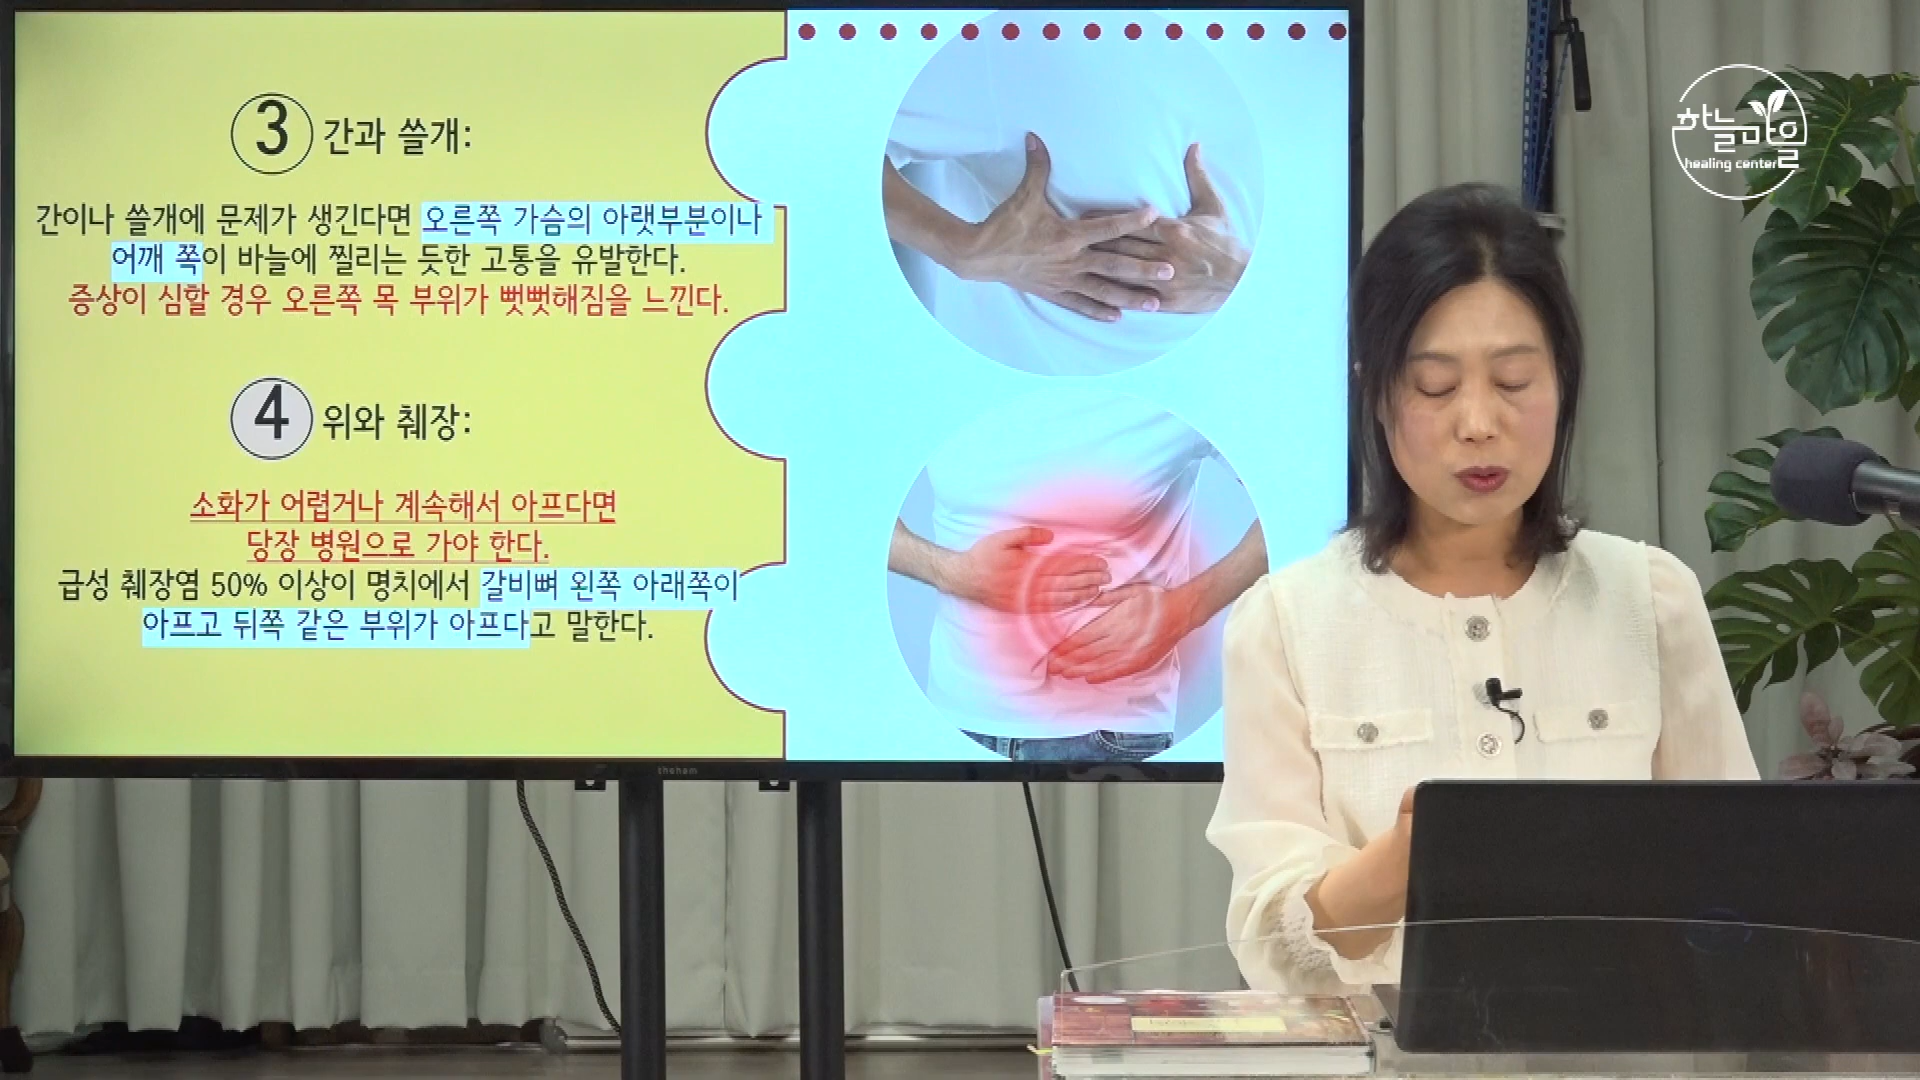 ③ 간과 쓸개:
간이나 쓸개에 문제가 생긴다면 오른쪽 가슴의 아랫부분이나
어깨 쪽이 바늘에 찔리는 듯한 고통을 유발한다.
증상이 심할 경우 오른쪽 목 부위가 뻣뻣해짐을 느낀다.
④ 위와 췌장:
소화가 어렵거나 계속해서 아프다면
당장 병원으로 가야 한다.
급성 췌장염 50% 이상이 명치에서 갈비뼈 왼쪽 아래쪽이
아프고 뒤쪽 같은 부위가 아프다고 말한다.
하늘마을
healing center
theham